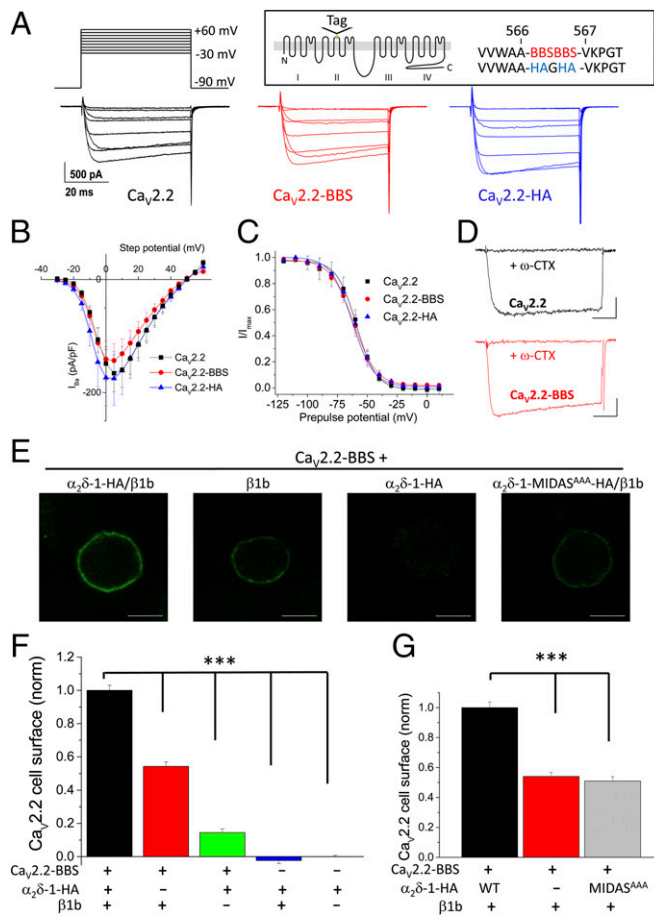 A
+60 mV
-30 mV
-90 mV
Tag
N
C
I II III IV
566 567
VVWAA-BBSBBS-VKPGT
VVWAA-HAGHA -VKPGT
500 pA
20 ms
CaV2.2
CaV2.2-BBS
CaV2.2-HA
B
Step potential (mV)
-40 -20 0 20 40 60
-200
IBa (pA/pF)
CaV2.2
CaV2.2-BBS
CaV2.2-HA
C
I/Imax
1.0
0.8
0.6
0.4
0.2
0.0
CaV2.2
CaV2.2-BBS
CaV2.2-HA
-125 -100 -75 -50 -25 0
Prepulse potential (mV)
D
+ ω-CTX
CaV2.2
+ ω-CTX
CaV2.2-BBS
E
CaV2.2-BBS +
α2δ-1-HA/β1b β1b α2δ-1-HA α2δ-1-MIDASAAA-HA/β1b
F
CaV2.2 cell surface (norm)
1.2
1.0
0.8
0.6
0.4
0.2
0.0
***
CaV2.2-BBS + + + – –
α2δ-1-HA + – + + +
β1b + + – + +
G
CaV2.2 cell surface (norm)
1.2
1.0
0.8
0.6
0.4
0.2
0.0
***
CaV2.2-BBS + + +
α2δ-1-HA WT – MIDASAAA
β1b + + +